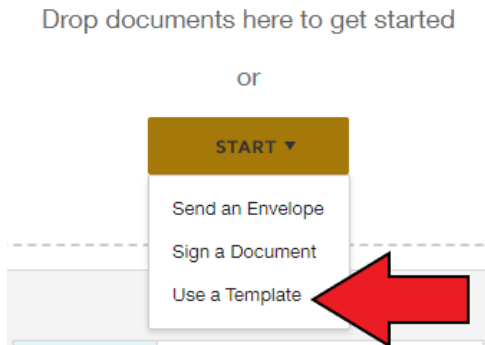 Drop documents here to get started
or
START ▼
Send an Envelope
Sign a Document
Use a Template